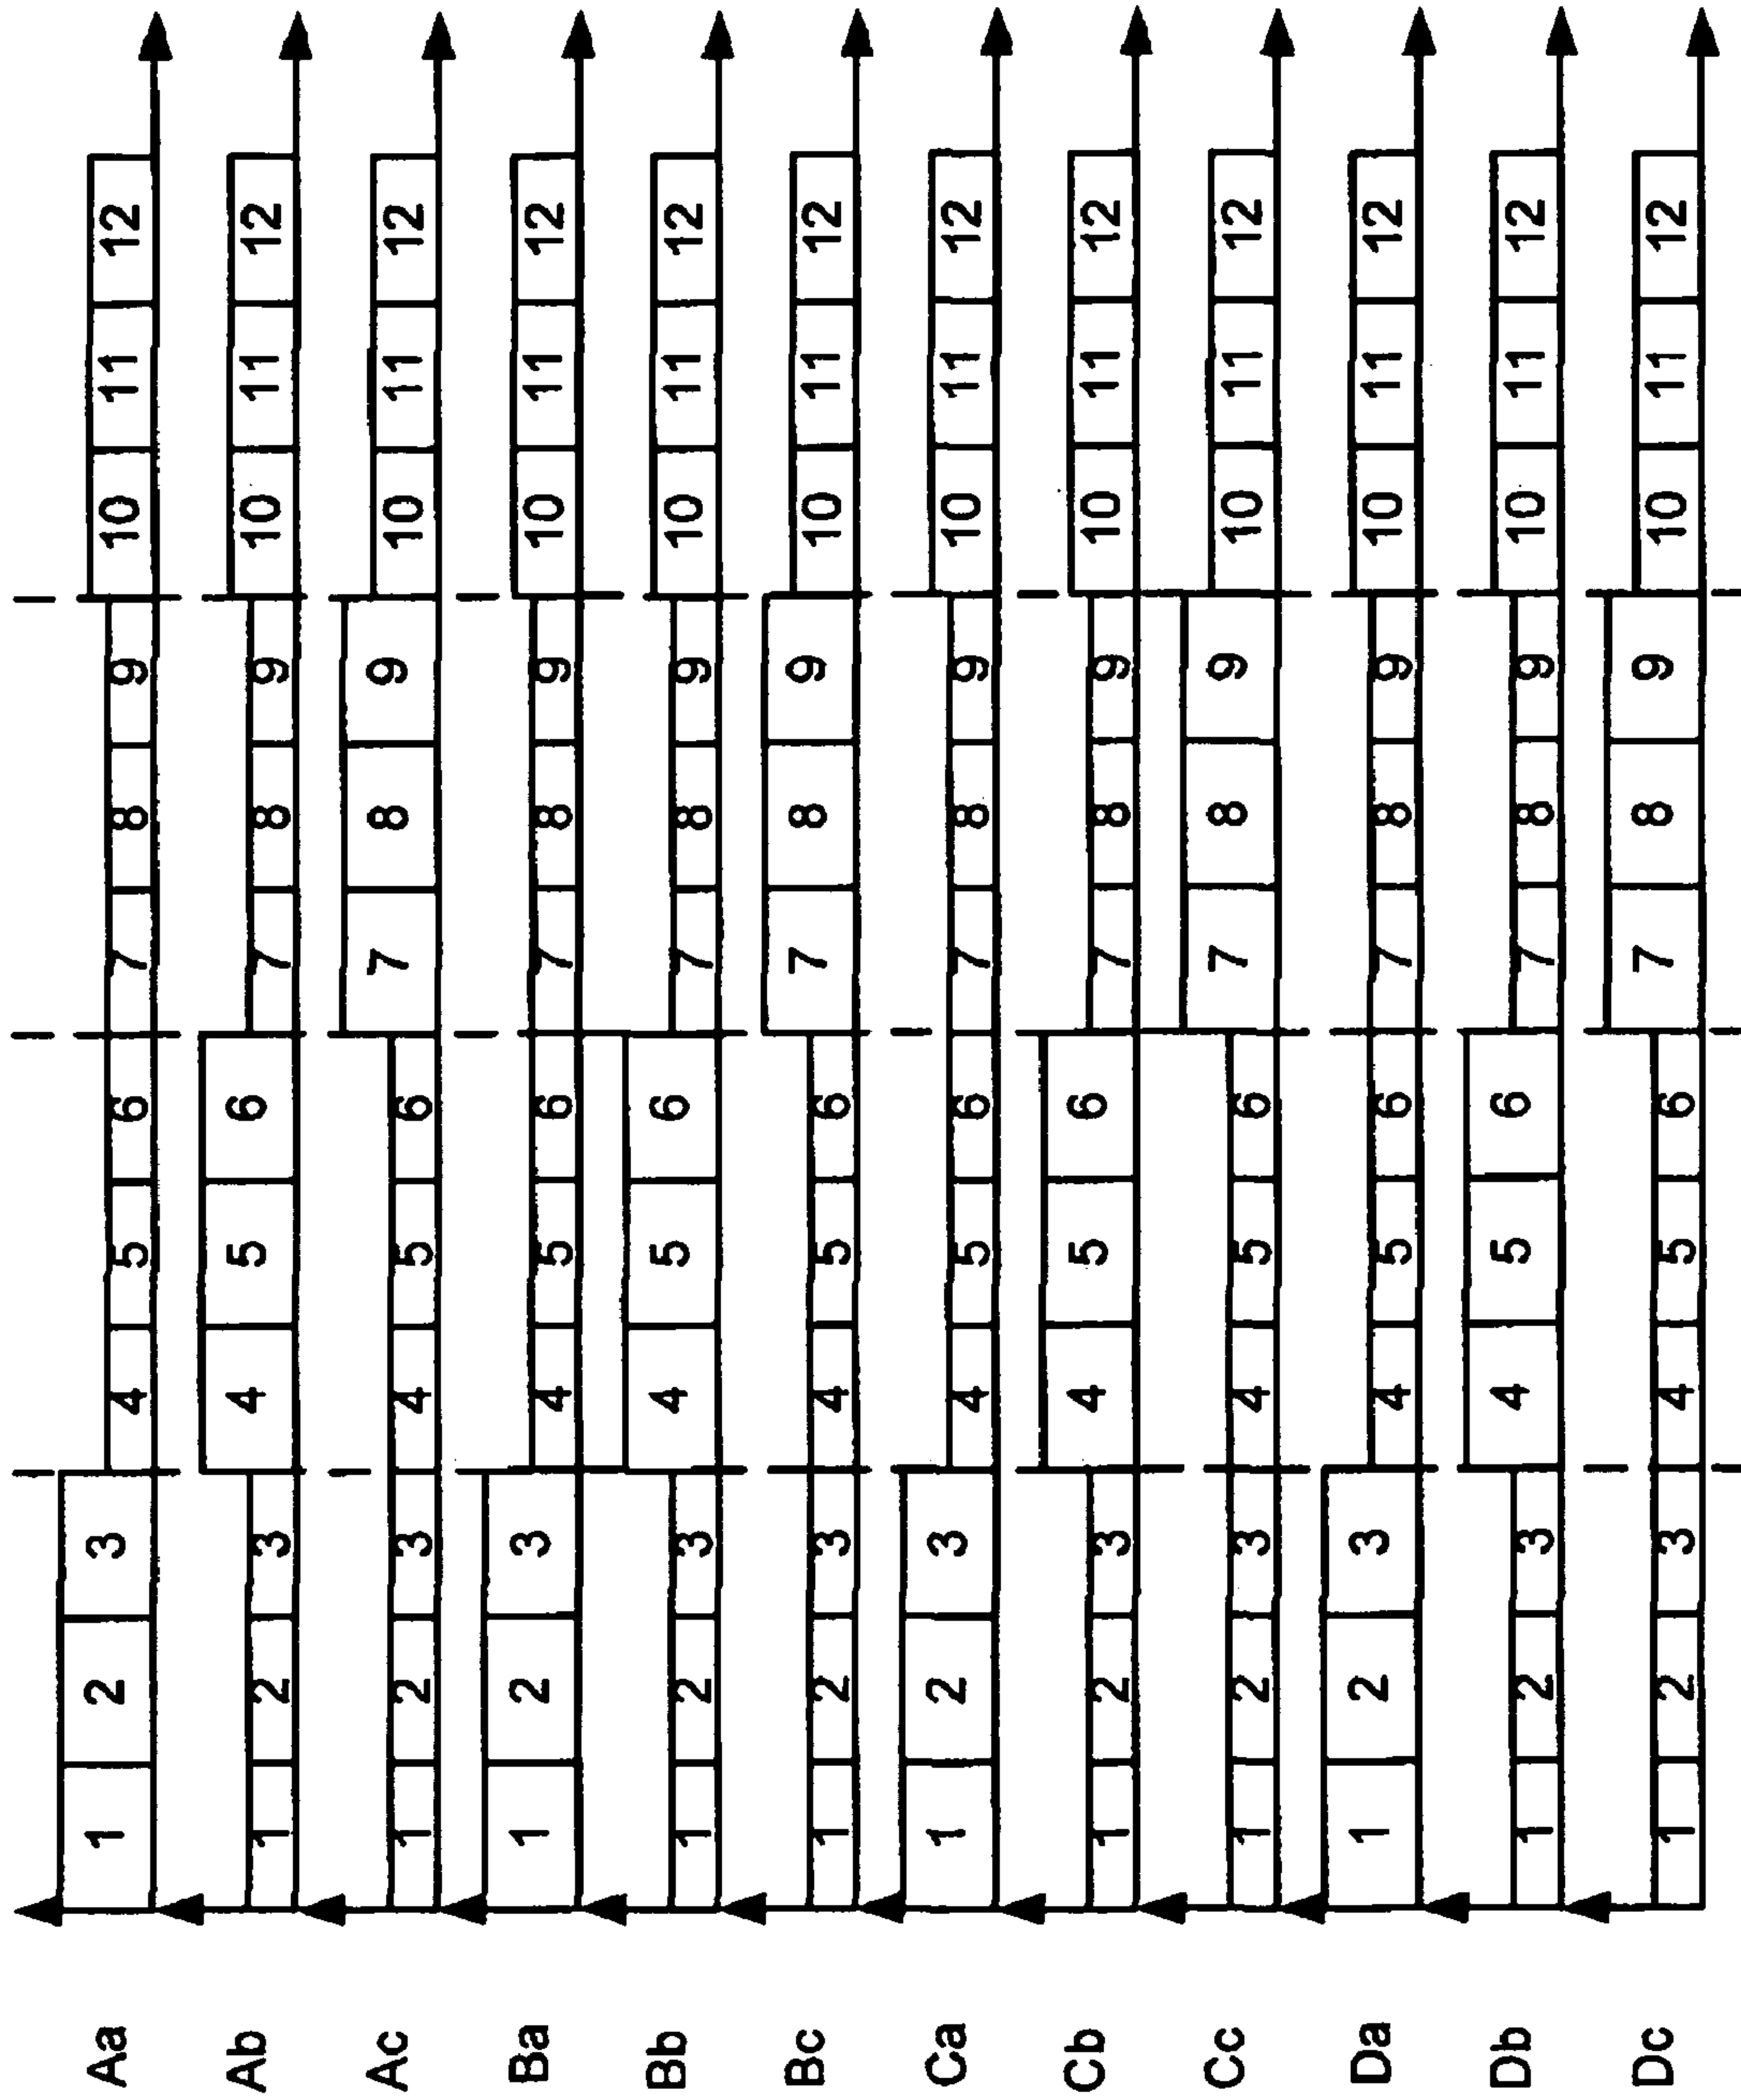 Aa 1 2 3 4 5 6 7 8 9 10 11 12
Ab 1 2 3 4 5 6 7 8 9 10 11 12
Ac 1 2 3 4 5 6 7 8 9 10 11 12
Ba 1 2 3 4 5 6 7 8 9 10 11 12
Bb 1 2 3 4 5 6 7 8 9 10 11 12
Bc 1 2 3 4 5 6 7 8 9 10 11 12
Ca 1 2 3 4 5 6 7 8 9 10 11 12
Cb 1 2 3 4 5 6 7 8 9 10 11 12
Cc 1 2 3 4 5 6 7 8 9 10 11 12
Da 1 2 3 4 5 6 7 8 9 10 11 12
Db 1 2 3 4 5 6 7 8 9 10 11 12
Dc 1 2 3 4 5 6 7 8 9 10 11 12